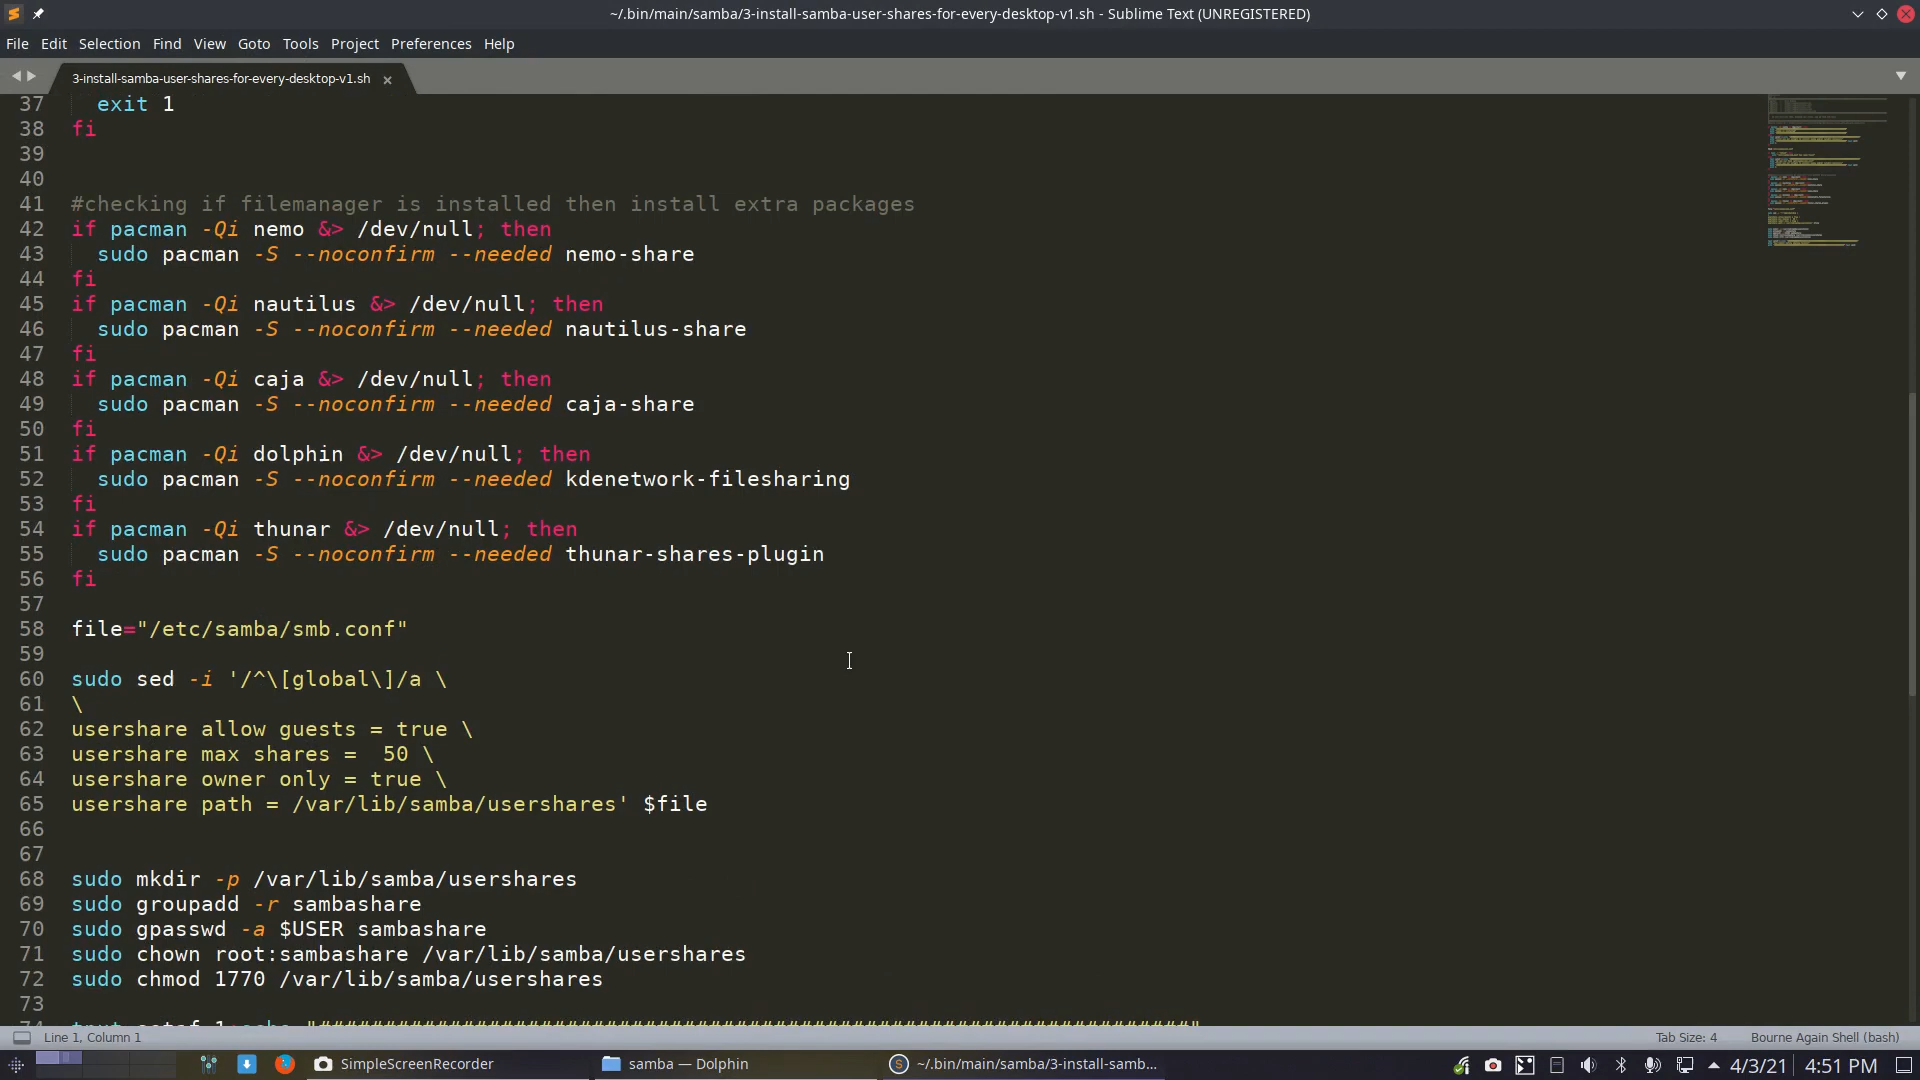 ~/.bin/main/samba/3-install-samba-user-shares-for-every-desktop-v1.sh - Sublime Text (UNREGISTERED)
File Edit Selection Find View Goto Tools Project Preferences Help
3-install-samba-user-shares-for-every-desktop-v1.sh
37   exit 1
38 fi
39
40
41 #checking if filemanager is installed then install extra packages
42 if pacman -Qi nemo &> /dev/null; then
43   sudo pacman -S --noconfirm --needed nemo-share
44 fi
45 if pacman -Qi nautilus &> /dev/null; then
46   sudo pacman -S --noconfirm --needed nautilus-share
47 fi
48 if pacman -Qi caja &> /dev/null; then
49   sudo pacman -S --noconfirm --needed caja-share
50 fi
51 if pacman -Qi dolphin &> /dev/null; then
52   sudo pacman -S --noconfirm --needed kdenetwork-filesharing
53 fi
54 if pacman -Qi thunar &> /dev/null; then
55   sudo pacman -S --noconfirm --needed thunar-shares-plugin
56 fi
57
58 file="/etc/samba/smb.conf"
59
60 sudo sed -i '/^\[global\]/a \
61 \
62 usershare allow guests = true \
63 usershare max shares =  50 \
64 usershare owner only = true \
65 usershare path = /var/lib/samba/usershares' $file
66
67
68 sudo mkdir -p /var/lib/samba/usershares
69 sudo groupadd -r sambashare
70 sudo gpasswd -a $USER sambashare
71 sudo chown root:sambashare /var/lib/samba/usershares
72 sudo chmod 1770 /var/lib/samba/usershares
73
Line 1, Column 1 Tab Size: 4 Bourne Again Shell (bash)
SimpleScreenRecorder samba — Dolphin ~/.bin/main/samba/3-install-samb... 4/3/21 4:51 PM